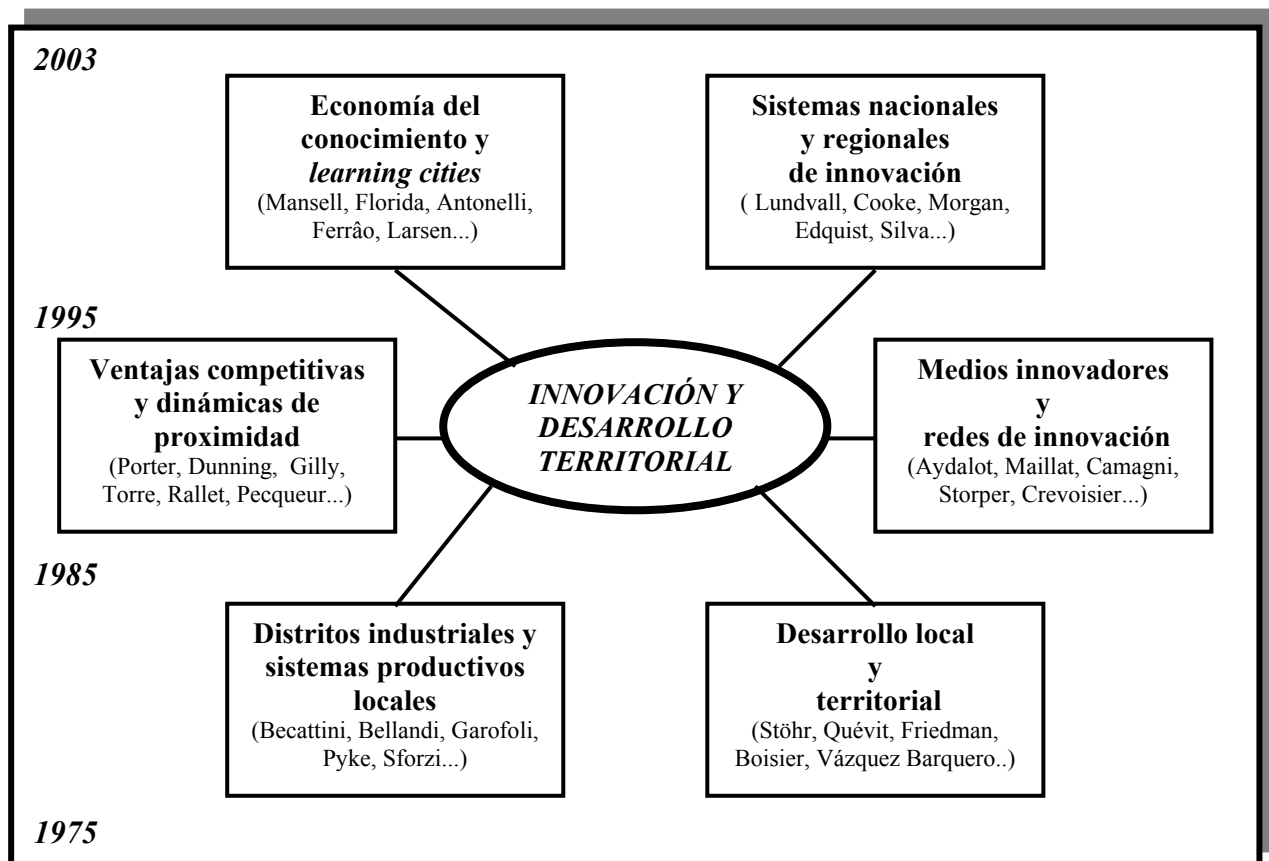 2003
Economía del
conocimiento y
learning cities
(Mansell, Florida, Antonelli,
Ferrâo, Larsen...)
Sistemas nacionales
y regionales
de innovación
( Lundvall, Cooke, Morgan,
Edquist, Silva...)
1995
Ventajas competitivas
y dinámicas de
proximidad
(Porter, Dunning, Gilly,
Torre, Rallet, Pecqueur...)
INNOVACIÓN Y
DESARROLLO
TERRITORIAL
Medios innovadores
y
redes de innovación
(Aydalot, Maillat, Camagni,
Storper, Crevoisier...)
1985
Distritos industriales y
sistemas productivos
locales
(Becattini, Bellandi, Garofoli,
Pyke, Sforzi...)
Desarrollo local
y
territorial
(Stöhr, Quévit, Friedman,
Boisier, Vázquez Barquero..)
1975